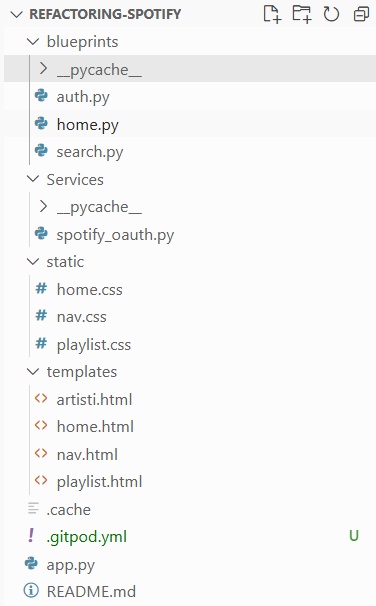 REFACTORING-SPOTIFY
blueprints
__pycache__
auth.py
home.py
search.py
Services
__pycache__
spotify_oauth.py
static
home.css
nav.css
playlist.css
templates
artisti.html
home.html
nav.html
playlist.html
.cache
.gitpod.yml U
app.py
README.md